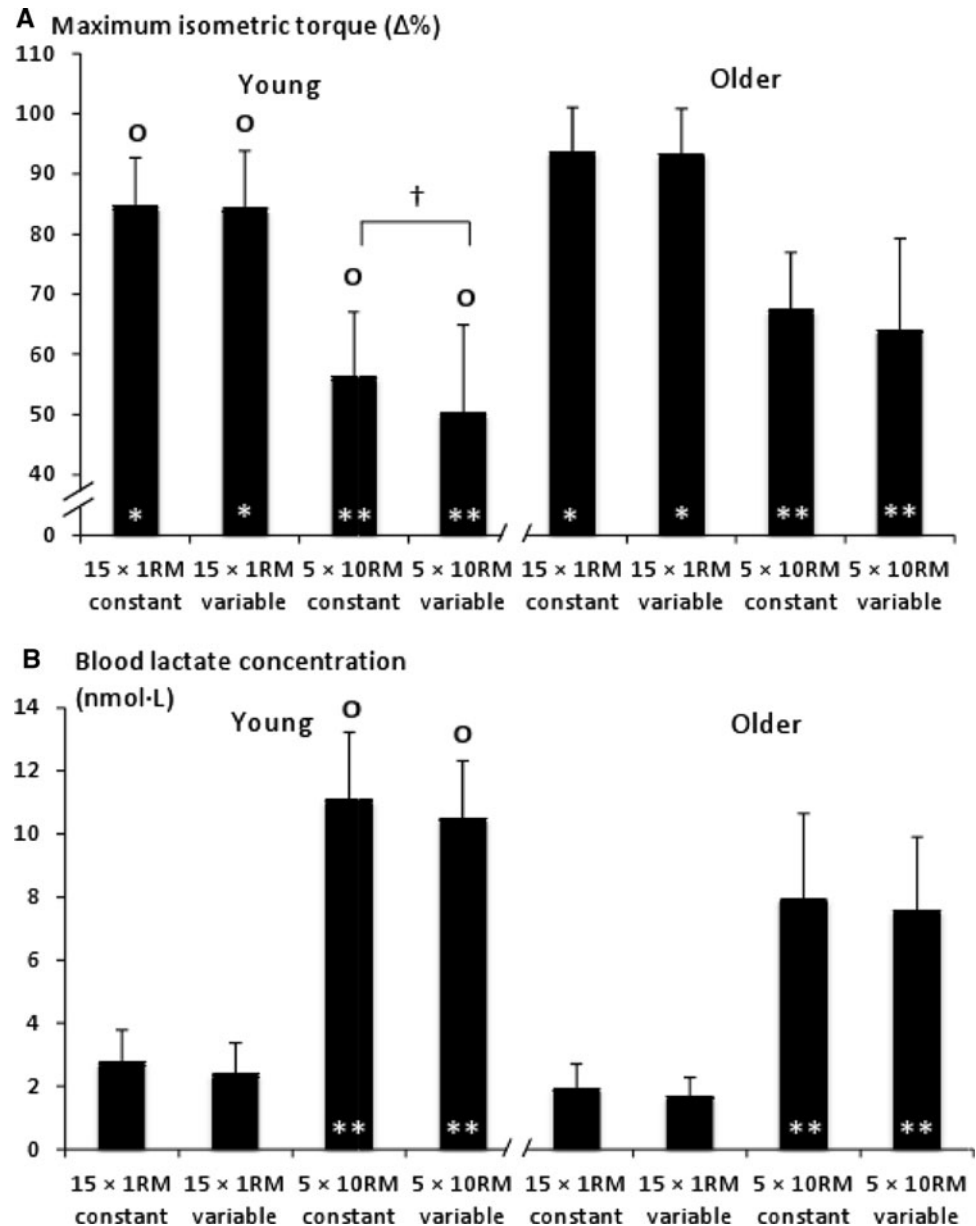 A Maximum isometric torque (Δ%)
110
Young
Older
100
O
O
90
†
80
O
O
70
60
50
40
* * ** ** * * ** **
0
15 × 1RM 15 × 1RM 5 × 10RM 5 × 10RM 15 × 1RM 15 × 1RM 5 × 10RM 5 × 10RM
constant variable constant variable constant variable constant variable
B Blood lactate concentration
(nmol·L)
14
Young
O
Older
O
12
10
8
6
4
2
** ** ** **
0
15 × 1RM 15 × 1RM 5 × 10RM 5 × 10RM 15 × 1RM 15 × 1RM 5 × 10RM 5 × 10RM
constant variable constant variable constant variable constant variable